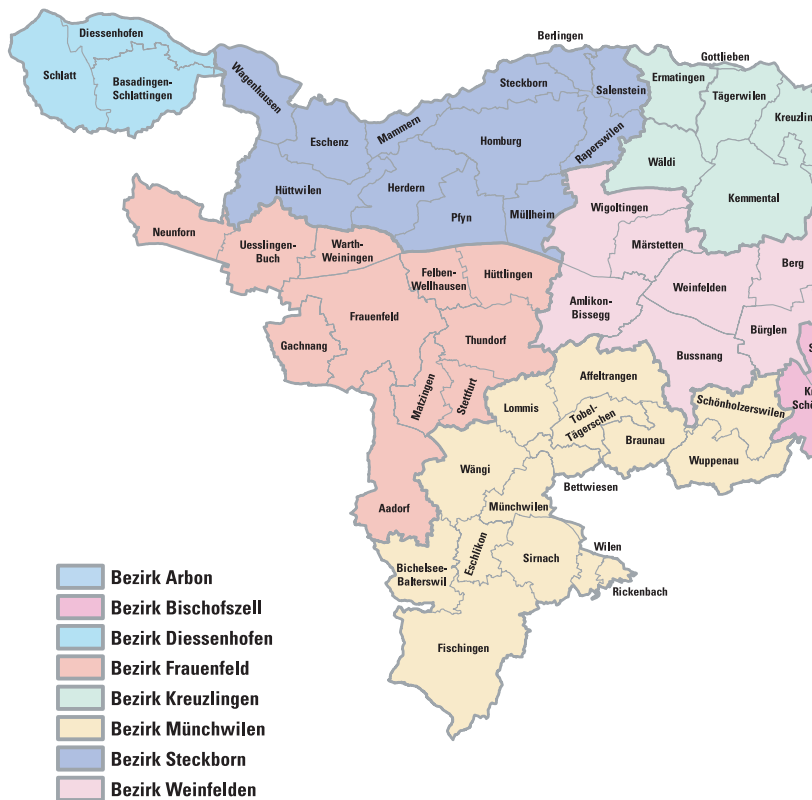 Diessenhofen
Schlatt
Basadingen-
Schlattingen
Wagenhausen
Eschenz
Mammern
Steckborn
Berlingen
Salenstein
Homburg
Raperswilen
Hüttwilen
Herdern
Pfyn
Müllheim
Gottlieben
Ermatingen
Tägerwilen
Kreuzlin
Wäldi
Kemmental
Neunforn
Uesslingen-
Buch
Warth-
Weiningen
Felben-
Wellhausen
Hüttlingen
Frauenfeld
Gachnang
Thundorf
Matzingen
Stettfurt
Aadorf
Wigoltingen
Märstetten
Amlikon-
Bissegg
Weinfelden
Berg
Bürglen
Bussnang
S
K
Schö
Affeltrangen
Lommis
Tobel-
Tägerschen
Braunau
Schönholzerswilen
Wuppenau
Bettwiesen
Wängi
Münchwilen
Eschlikon
Bichelsee-
Balterswil
Sirnach
Wilen
Rickenbach
Fischingen
Bezirk Arbon
Bezirk Bischofszell
Bezirk Diessenhofen
Bezirk Frauenfeld
Bezirk Kreuzlingen
Bezirk Münchwilen
Bezirk Steckborn
Bezirk Weinfelden